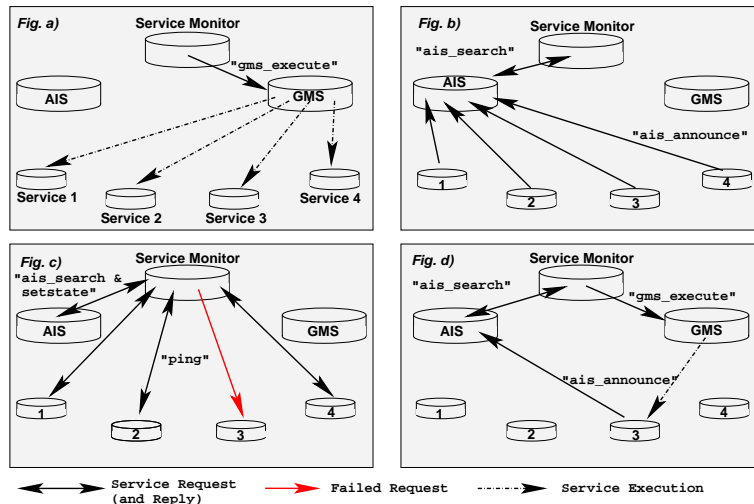 Fig. a)
Service Monitor
"gms_execute"
AIS
GMS
Service 1
Service 2
Service 3
Service 4
Fig. b)
Service Monitor
"ais_search"
AIS
GMS
"ais_announce"
1
2
3
4
Fig. c)
Service Monitor
"ais_search &
setstate"
AIS
GMS
"ping"
1
2
3
4
Fig. d)
Service Monitor
"ais_search"
"gms_execute"
AIS
GMS
"ais_announce"
1
2
3
4
Service Request
(and Reply)
Failed Request
Service Execution